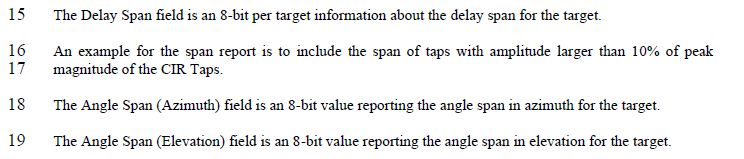 15 The Delay Span field is an 8-bit per target information about the delay span for the target.
16 An example for the span report is to include the span of taps with amplitude larger than 10% of peak
17 magnitude of the CIR Taps.
18 The Angle Span (Azimuth) field is an 8-bit value reporting the angle span in azimuth for the target.
19 The Angle Span (Elevation) field is an 8-bit value reporting the angle span in elevation for the target.